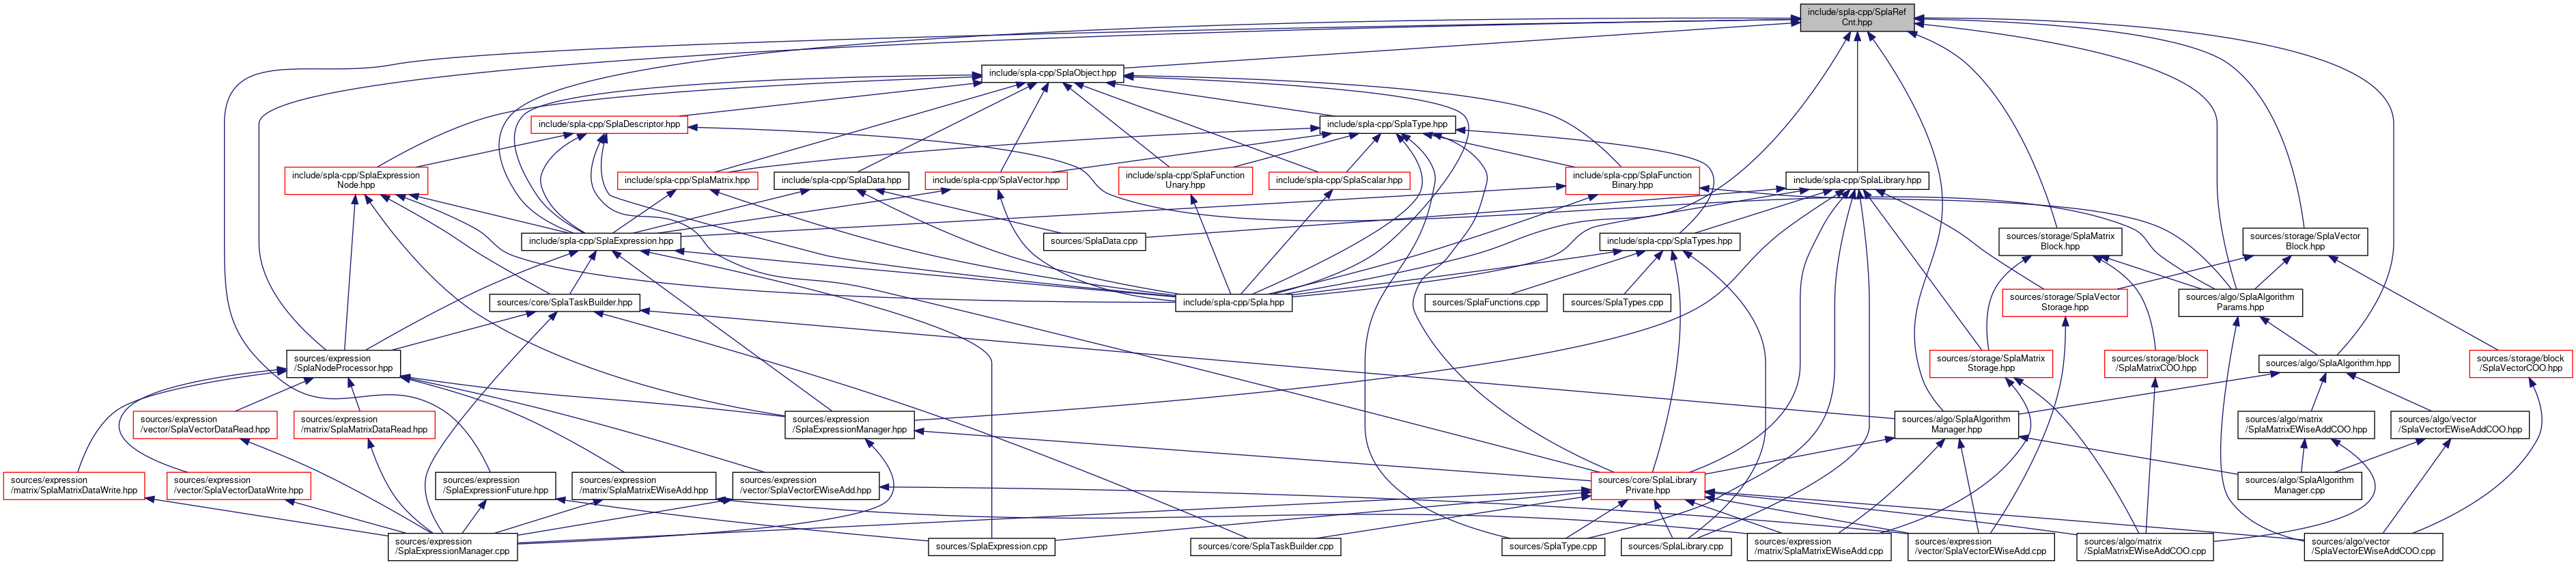 include/spla-cpp/SplaRef
Cnt.hpp
include/spla-cpp/SplaObject.hpp
include/spla-cpp/SplaDescriptor.hpp
include/spla-cpp/SplaType.hpp
include/spla-cpp/SplaExpression
Node.hpp
include/spla-cpp/SplaMatrix.hpp
include/spla-cpp/SplaData.hpp
include/spla-cpp/SplaVector.hpp
include/spla-cpp/SplaFunction
Unary.hpp
include/spla-cpp/SplaScalar.hpp
include/spla-cpp/SplaFunction
Binary.hpp
include/spla-cpp/SplaLibrary.hpp
include/spla-cpp/SplaExpression.hpp
sources/SplaData.cpp
include/spla-cpp/SplaTypes.hpp
sources/storage/SplaMatrix
Block.hpp
sources/storage/SplaVector
Block.hpp
sources/core/SplaTaskBuilder.hpp
include/spla-cpp/Spla.hpp
sources/SplaFunctions.cpp
sources/SplaTypes.cpp
sources/storage/SplaVector
Storage.hpp
sources/algo/SplaAlgorithm
Params.hpp
sources/expression
/SplaNodeProcessor.hpp
sources/storage/SplaMatrix
Storage.hpp
sources/storage/block
/SplaMatrixCOO.hpp
sources/algo/SplaAlgorithm.hpp
sources/storage/block
/SplaVectorCOO.hpp
sources/expression
/vector/SplaVectorDataRead.hpp
sources/expression
/matrix/SplaMatrixDataRead.hpp
sources/expression
/SplaExpressionManager.hpp
sources/algo/SplaAlgorithm
Manager.hpp
sources/algo/matrix
/SplaMatrixEWiseAddCOO.hpp
sources/algo/vector
/SplaVectorEWiseAddCOO.hpp
sources/expression
/matrix/SplaMatrixDataWrite.hpp
sources/expression
/vector/SplaVectorDataWrite.hpp
sources/expression
/SplaExpressionFuture.hpp
sources/expression
/matrix/SplaMatrixEWiseAdd.hpp
sources/expression
/vector/SplaVectorEWiseAdd.hpp
sources/core/SplaLibrary
Private.hpp
sources/algo/SplaAlgorithm
Manager.cpp
sources/expression
/SplaExpressionManager.cpp
sources/SplaExpression.cpp
sources/core/SplaTaskBuilder.cpp
sources/SplaType.cpp
sources/SplaLibrary.cpp
sources/expression
/matrix/SplaMatrixEWiseAdd.cpp
sources/expression
/vector/SplaVectorEWiseAdd.cpp
sources/algo/matrix
/SplaMatrixEWiseAddCOO.cpp
sources/algo/vector
/SplaVectorEWiseAddCOO.cpp